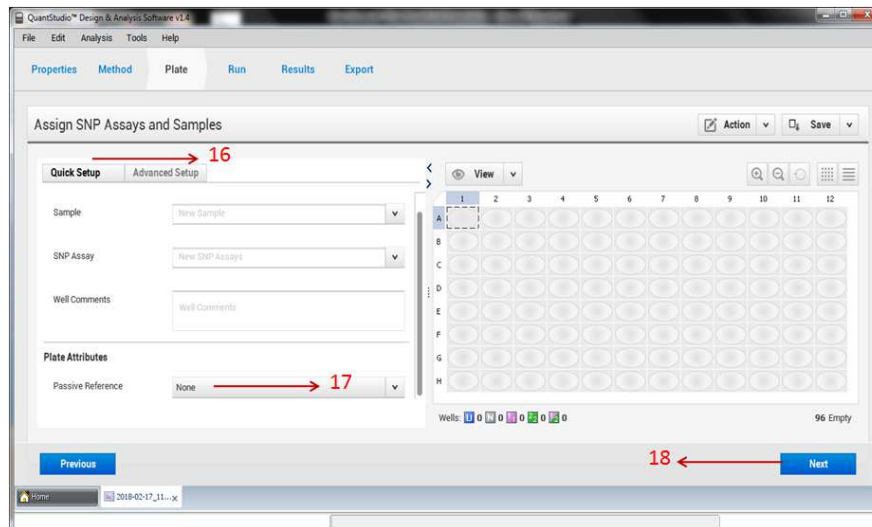 QuantStudio™ Design & Analysis Software v1.4
File Edit Analysis Tools Help
Properties Method Plate Run Results Export
Assign SNP Assays and Samples
Action
Save
16
Quick Setup Advanced Setup
View
Sample New Sample
SNP Assay New SNP Assays
Well Comments Well Comments
Plate Attributes
Passive Reference None
17
1 2 3 4 5 6 7 8 9 10 11 12
A
B
C
D
E
F
G
H
Wells: U 0 N 0 0 0 0
96 Empty
18
Previous
Next
Home
2018-02-17_11...x